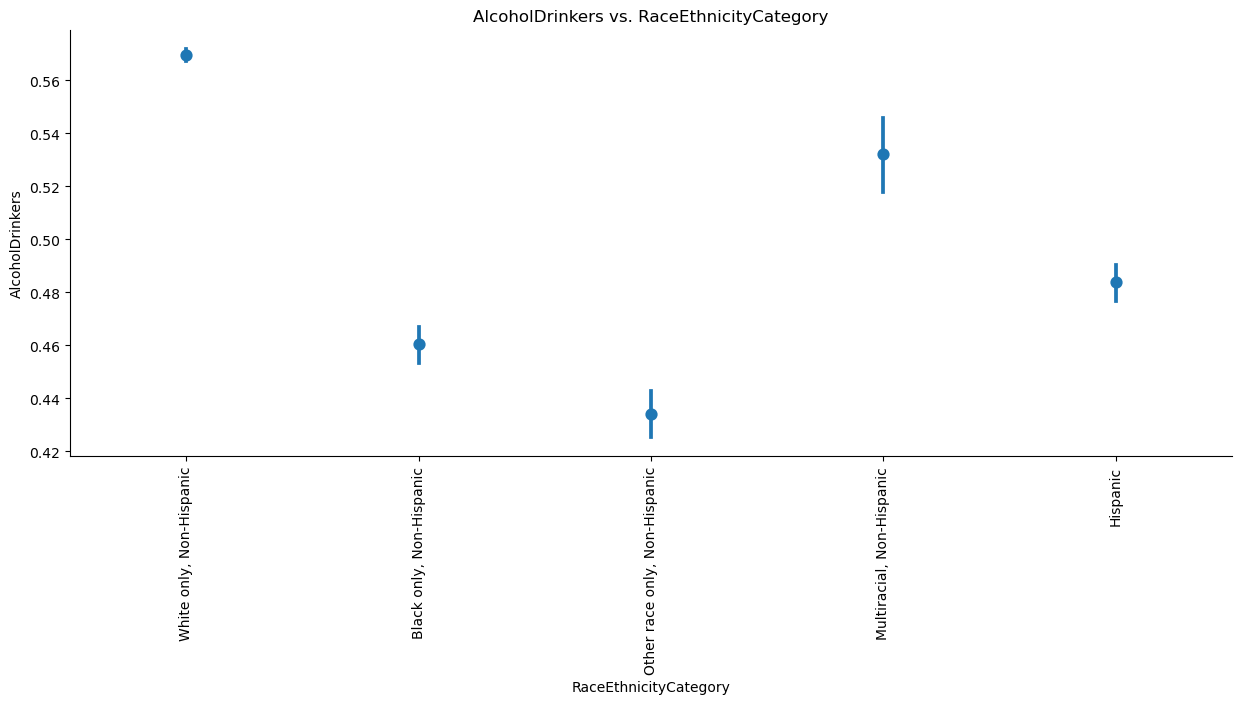 AlcoholDrinkers vs. RaceEthnicityCategory
AlcoholDrinkers
0.56
0.54
0.52
0.50
0.48
0.46
0.44
0.42
White only, Non-Hispanic
Black only, Non-Hispanic
Other race only, Non-Hispanic
Multiracial, Non-Hispanic
Hispanic
RaceEthnicityCategory